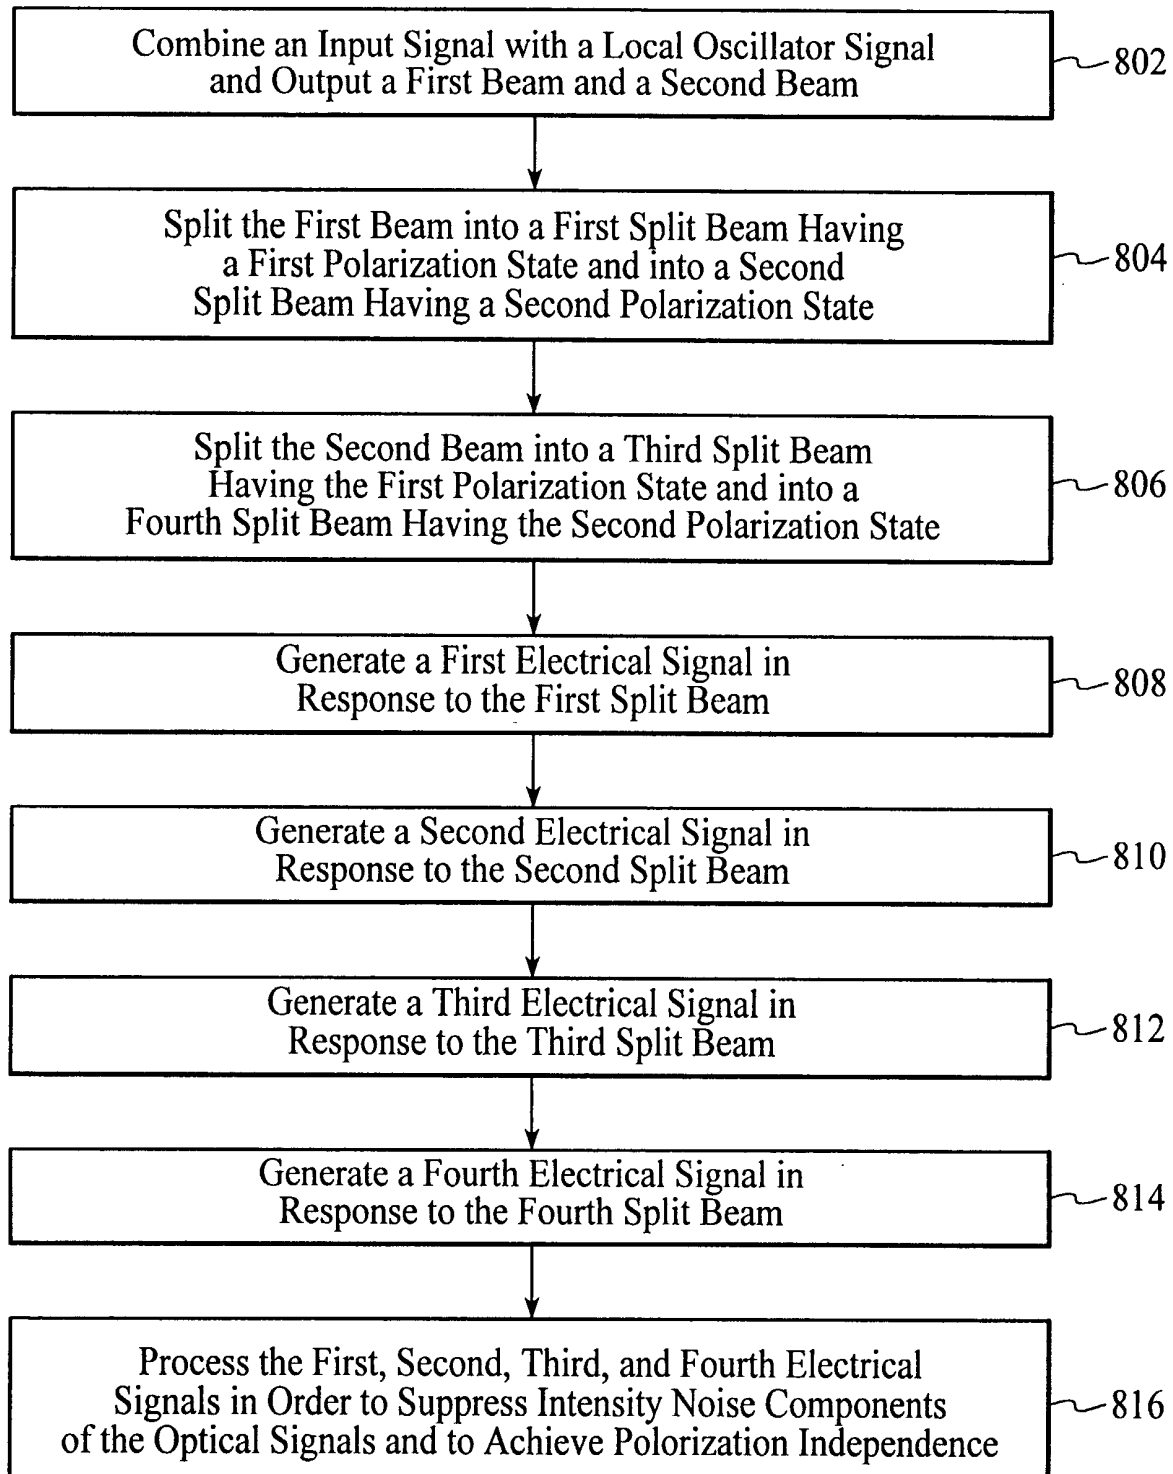 Combine an Input Signal with a Local Oscillator Signal
and Output a First Beam and a Second Beam
802
Split the First Beam into a First Split Beam Having
a First Polarization State and into a Second
Split Beam Having a Second Polarization State
804
Split the Second Beam into a Third Split Beam
Having the First Polarization State and into a
Fourth Split Beam Having the Second Polarization State
806
Generate a First Electrical Signal in
Response to the First Split Beam
808
Generate a Second Electrical Signal in
Response to the Second Split Beam
810
Generate a Third Electrical Signal in
Response to the Third Split Beam
812
Generate a Fourth Electrical Signal in
Response to the Fourth Split Beam
814
Process the First, Second, Third, and Fourth Electrical
Signals in Order to Suppress Intensity Noise Components
of the Optical Signals and to Achieve Polorization Independence
816